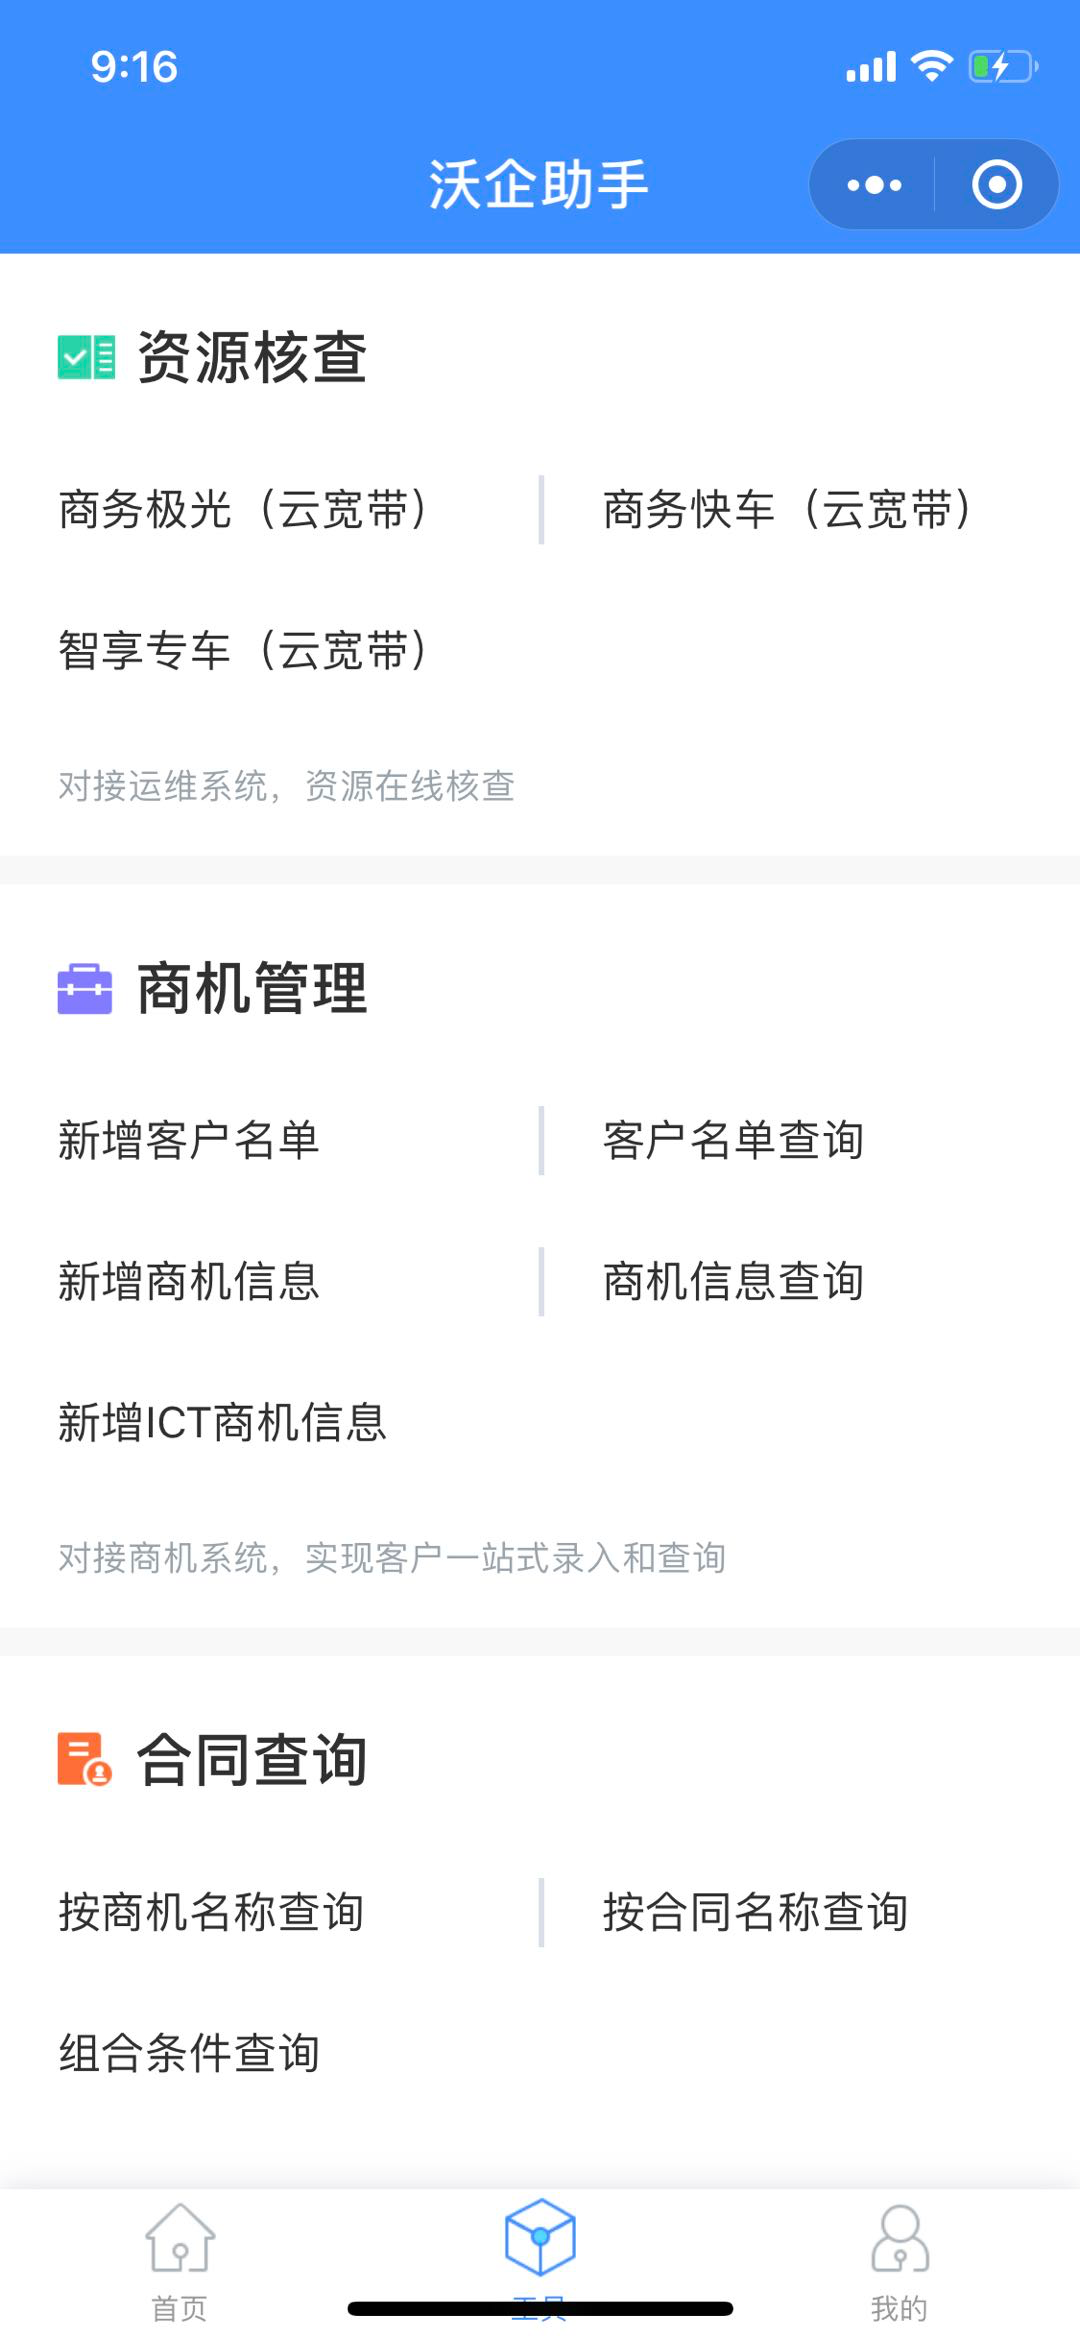 9:16
沃企助手
资源核查
商务极光（云宽带）
商务快车（云宽带）
智享专车（云宽带）
对接运维系统，资源在线核查
商机管理
新增客户名单
客户名单查询
新增商机信息
商机信息查询
新增ICT商机信息
对接商机系统，实现客户一站式录入和查询
合同查询
按商机名称查询
按合同名称查询
组合条件查询
首页
工具
我的